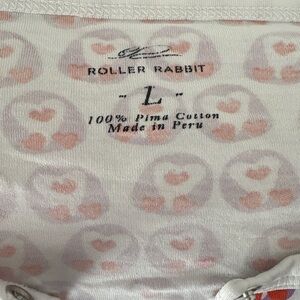 ROLLER RABBIT
- L -
100% Pima Cotton
Made in Peru